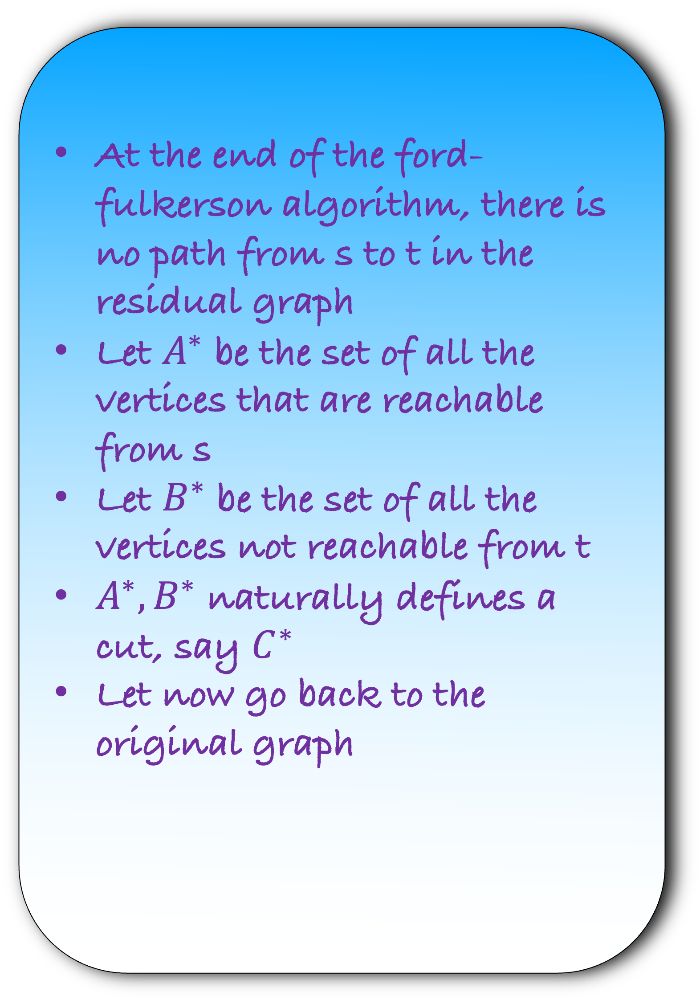 • At the end of the ford-
fulkerson algorithm, there is
no path from s to t in the
residual graph
• Let A* be the set of all the
vertices that are reachable
from s
• Let B* be the set of all the
vertices not reachable from t
• A*, B* naturally defines a
cut, say C*
• Let now go back to the
original graph